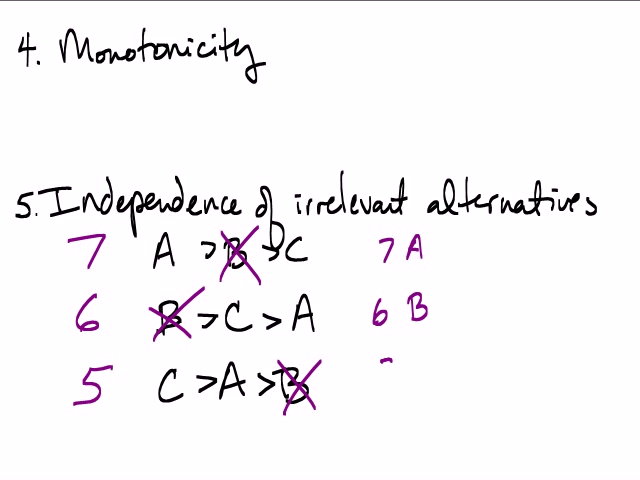 4. Monotonicity
5. Independence of irrelevant alternatives
7 A > B > C 7 A
6 B > C > A 6 B
5 C > A > B